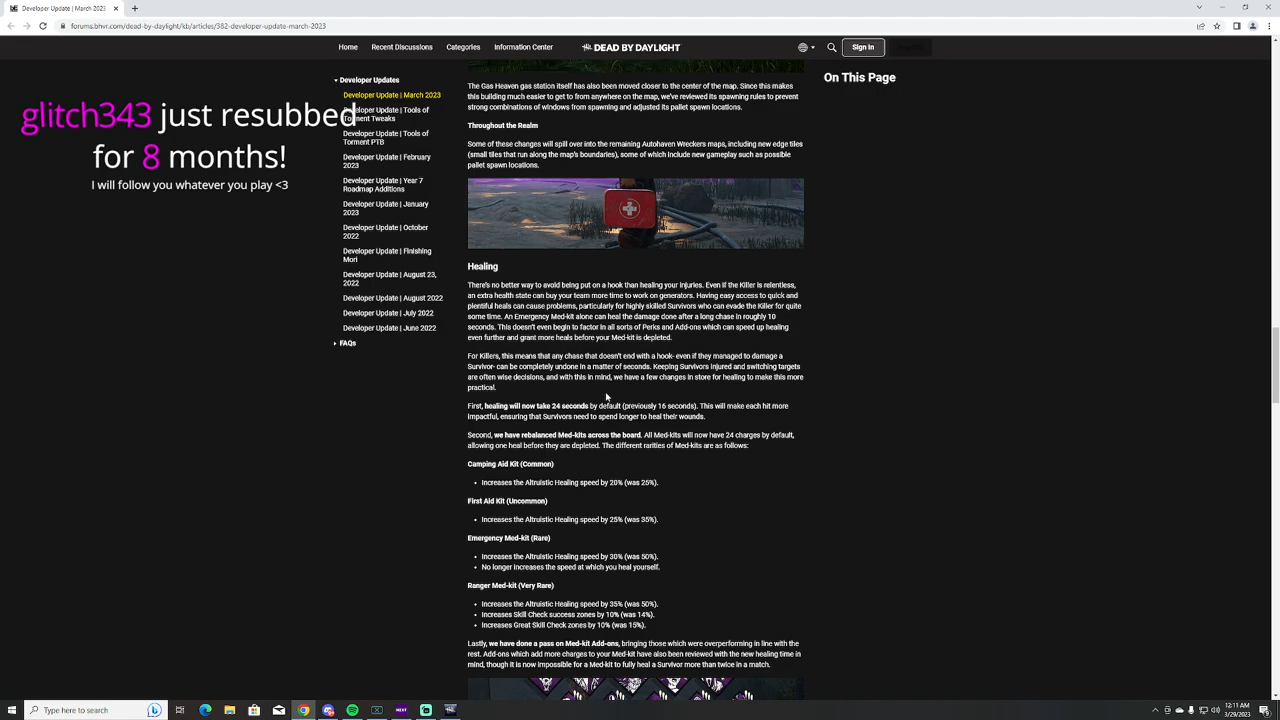 Developer Update | March 2023
forums.bhvr.com/dead-by-daylight/kb/articles/382-developer-update-march-2023
Home
Recent Discussions
Categories
Information Center
DEAD BY DAYLIGHT
Sign In
Developer Updates
Developer Update | March 2023
Developer Update | Tools of
Torment Tweaks
Developer Update | Tools of
Torment PTB
Developer Update | February
2023
Developer Update | Year 7
Roadmap Additions
Developer Update | January
2023
Developer Update | October
2022
Developer Update | Finishing
Mori
Developer Update | August 23,
2022
Developer Update | August 2022
Developer Update | July 2022
Developer Update | June 2022
FAQs
glitch343 just resubbed
for 8 months!
I will follow you whatever you play <3
The Gas Heaven gas station itself has also been moved closer to the center of the map. Since this makes
this building much easier to get to from anywhere on the map, we've reviewed its spawning rules to prevent
strong combinations of windows from spawning and adjusted its pallet spawn locations.
Throughout the Realm
Some of these changes will spill over into the remaining Autohaven Wreckers maps, including new edge tiles
(small tiles that run along the map's boundaries), some of which include new gameplay such as possible
pallet spawn locations.
Healing
There's no better way to avoid being put on a hook than healing your injuries. Even if the Killer is relentless,
an extra health state can buy your team more time to work on generators. Having easy access to quick and
plentiful heals can cause problems, particularly for highly skilled Survivors who can evade the Killer for quite
some time. An Emergency Med-kit alone can heal the damage done after a long chase in roughly 10
seconds. This doesn't even begin to factor in all sorts of Perks and Add-ons which can speed up healing
even further and grant more heals before your Med-kit is depleted.
For Killers, this means that any chase that doesn't end with a hook- even if they managed to damage a
Survivor- can be completely undone in a matter of seconds. Keeping Survivors injured and switching targets
are often wise decisions, and with this in mind, we have a few changes in store for healing to make this more
practical.
First, healing will now take 24 seconds by default (previously 16 seconds). This will make each hit more
impactful, ensuring that Survivors need to spend longer to heal their wounds.
Second, we have rebalanced Med-kits across the board. All Med-kits will now have 24 charges by default,
allowing one heal before they are depleted. The different rarities of Med-kits are as follows:
Camping Aid Kit (Common)
• Increases the Altruistic Healing speed by 20% (was 25%).
First Aid Kit (Uncommon)
• Increases the Altruistic Healing speed by 25% (was 35%).
Emergency Med-kit (Rare)
• Increases the Altruistic Healing speed by 30% (was 50%).
• No longer increases the speed at which you heal yourself.
Ranger Med-kit (Very Rare)
• Increases the Altruistic Healing speed by 35% (was 50%).
• Increases Skill Check success zones by 10% (was 14%).
• Increases Great Skill Check zones by 10% (was 15%).
Lastly, we have done a pass on Med-kit Add-ons, bringing those which were overperforming in line with the
rest. Add-ons which add more charges to your Med-kit have also been reviewed with the new healing time in
mind, though it is now impossible for a Med-kit to fully heal a Survivor more than twice in a match.
On This Page
Type here to search
NEXT
12:11 AM
3/29/2023